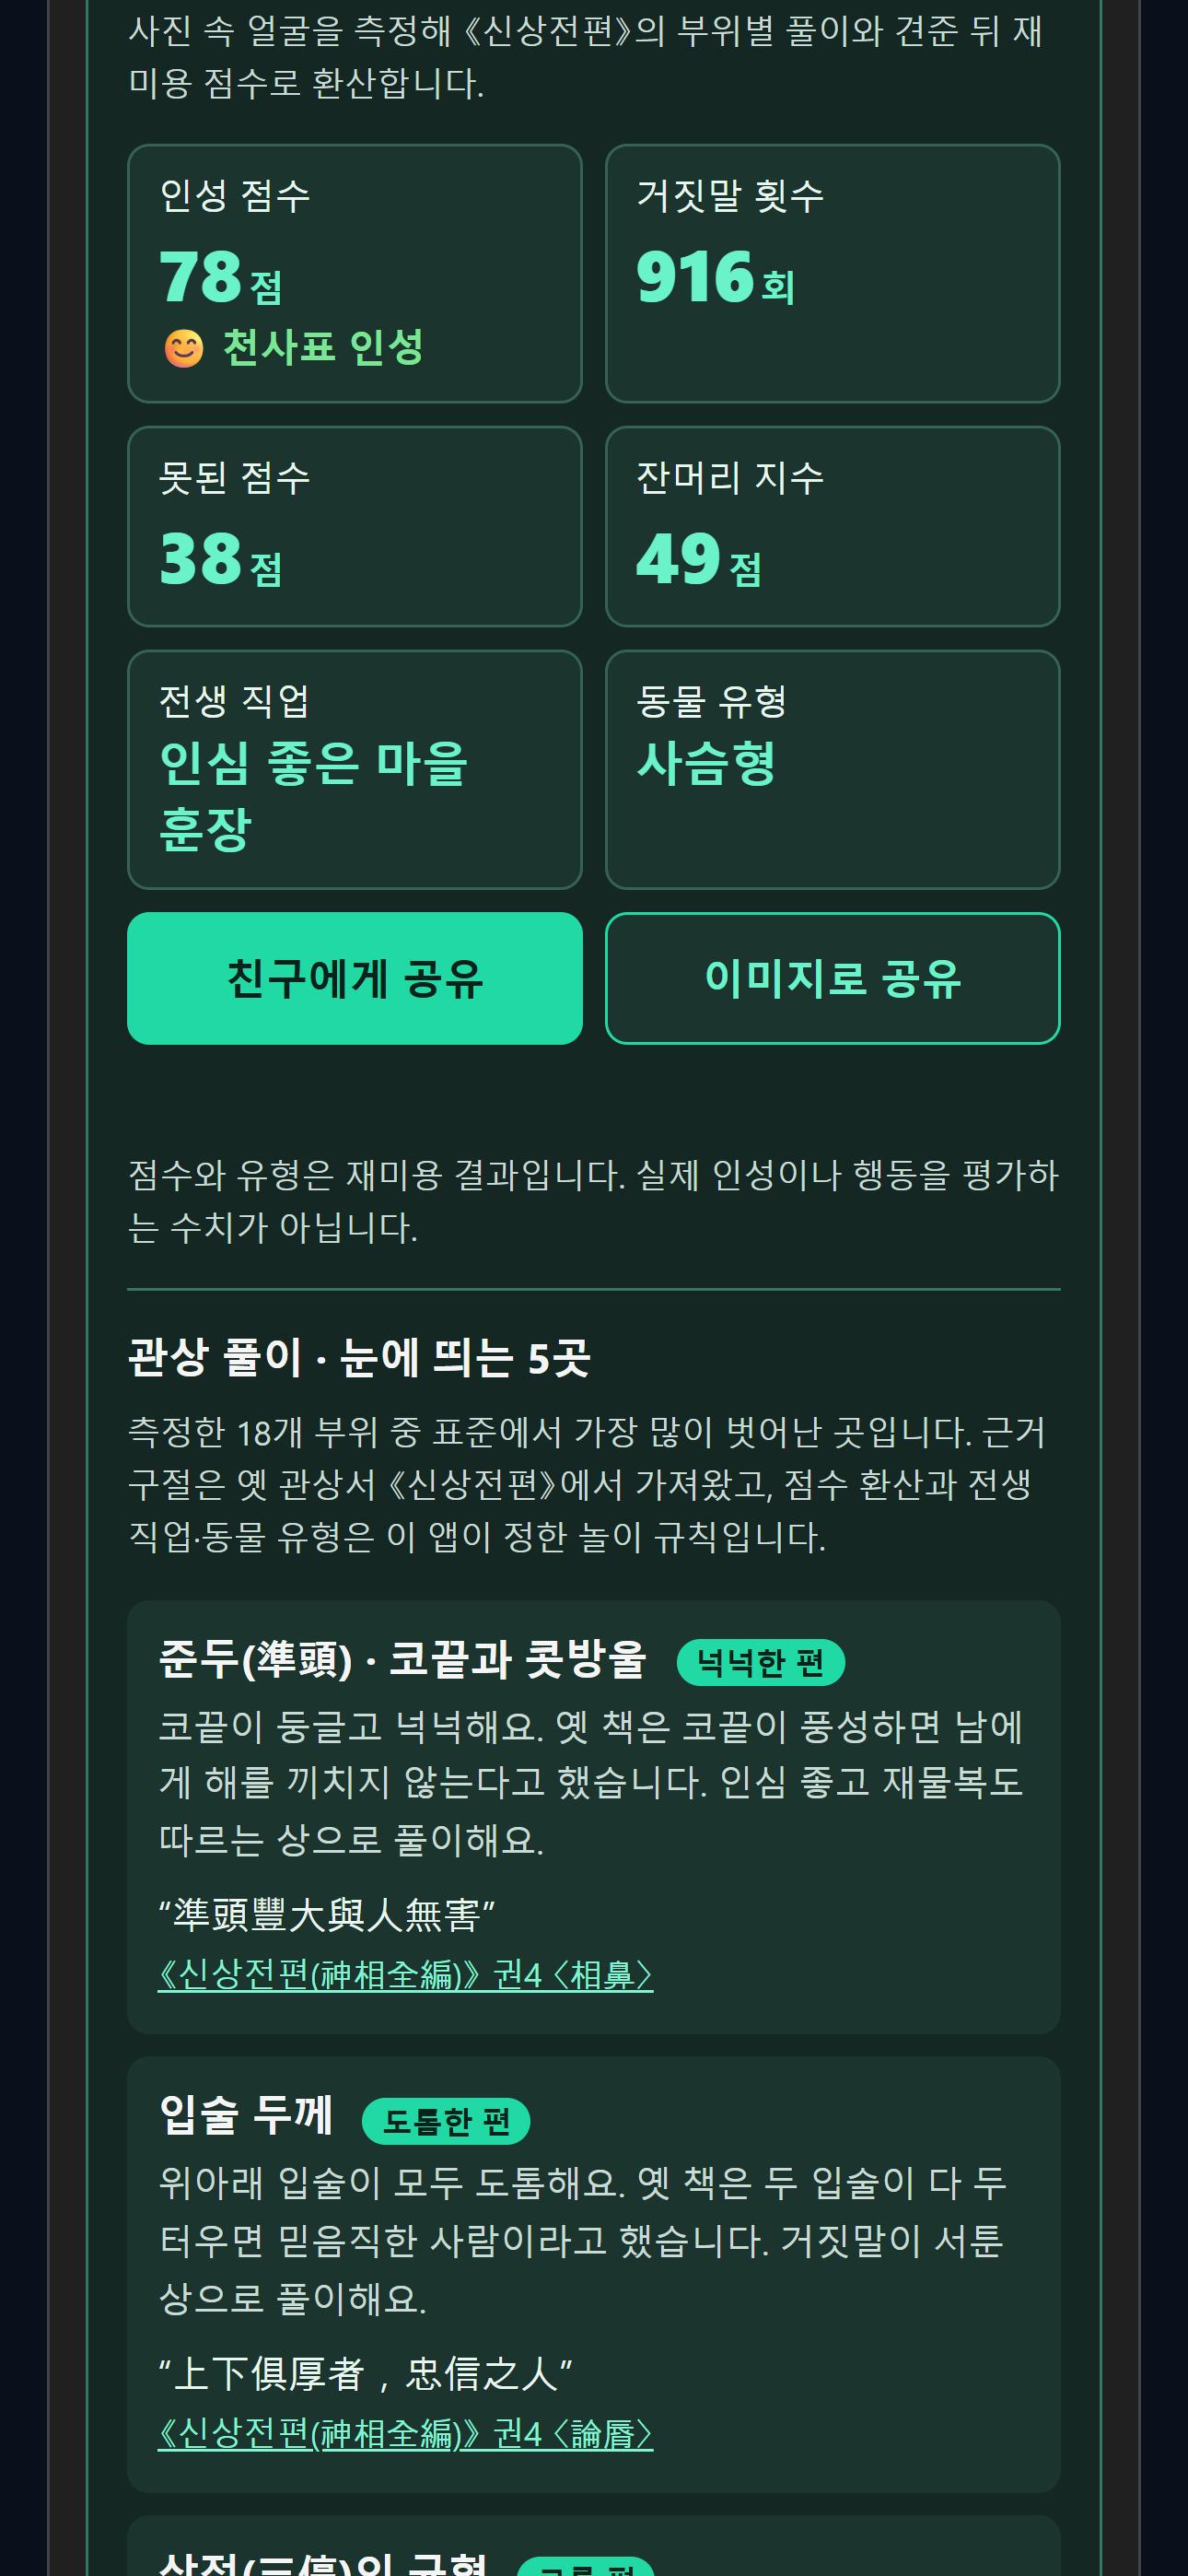 사진 속 얼굴을 측정해 《신상전편》의 부위별 풀이와 견준 뒤 재
미용 점수로 환산합니다.
인성 점수
78점
😊 천사표 인성
거짓말 횟수
916회
못된 점수
38점
잔머리 지수
49점
전생 직업
인심 좋은 마을
훈장
동물 유형
사슴형
친구에게 공유
이미지로 공유
점수와 유형은 재미용 결과입니다. 실제 인성이나 행동을 평가하
는 수치가 아닙니다.
관상 풀이 · 눈에 띄는 5곳
측정한 18개 부위 중 표준에서 가장 많이 벗어난 곳입니다. 근거
구절은 옛 관상서 《신상전편》에서 가져왔고, 점수 환산과 전생
직업·동물 유형은 이 앱이 정한 놀이 규칙입니다.
준두(準頭) · 코끝과 콧방울 넉넉한 편
코끝이 둥글고 넉넉해요. 옛 책은 코끝이 풍성하면 남에
게 해를 끼치지 않는다고 했습니다. 인심 좋고 재물복도
따르는 상으로 풀이해요.
“準頭豐大與人無害”
《신상전편(神相全編)》 권4 〈相鼻〉
입술 두께 도톰한 편
위아래 입술이 모두 도톰해요. 옛 책은 두 입술이 다 두
터우면 믿음직한 사람이라고 했습니다. 거짓말이 서툰
상으로 풀이해요.
“上下俱厚者，忠信之人”
《신상전편(神相全編)》 권4 〈論脣〉
삼정(三停)의 균형